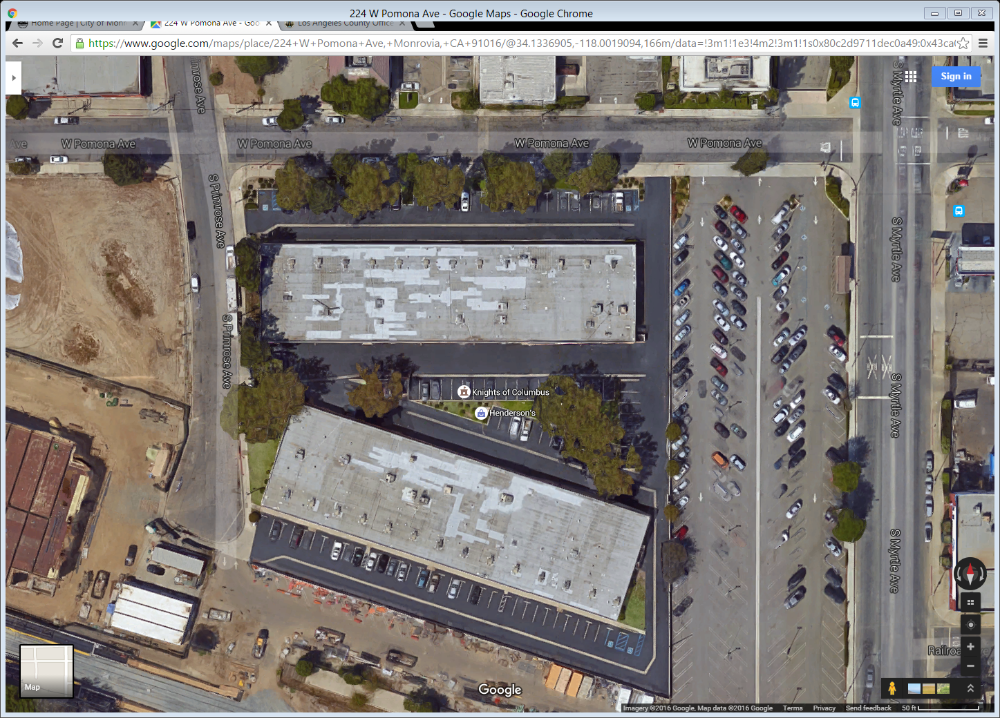 224 W Pomona Ave - Google Maps - Google Chrome
Home Page | City of Monr
224 W Pomona Ave - Goo
Los Angeles County Office
https://www.google.com/maps/place/224+W+Pomona+Ave,+Monrovia,+CA+91016/@34.1336905,-118.0019094,166m/data=!3m1!1e3!4m2!3m1!1s0x80c2d9711dec0a49:0x43ca
Sign in
imrose Ave
S Myrtle Ave
Ave
W Pomona Ave
W Pomona Ave
W Pomona Ave
W Pomona Ave
S Primrose Ave
S Myrtle Ave
S Primrose Ave
Knights of Columbus
Henderson's
S Myrtle Ave
S Myrtle Ave
Railroa
Map
Google
Imagery ©2016 Google, Map data ©2016 Google Terms Privacy Send feedback 50 ft